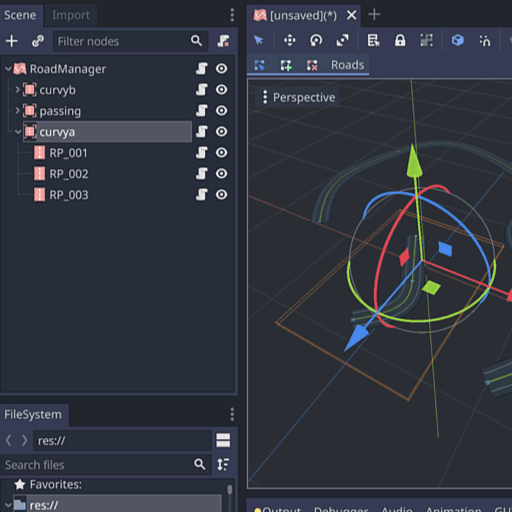 Scene Import
[unsaved](*)
Filter nodes
Roads
RoadManager
curvyb
passing
curvya
RP_001
RP_002
RP_003
Perspective
FileSystem
res://
Search files
Favorites:
res://
Output Debugger Audio Animation